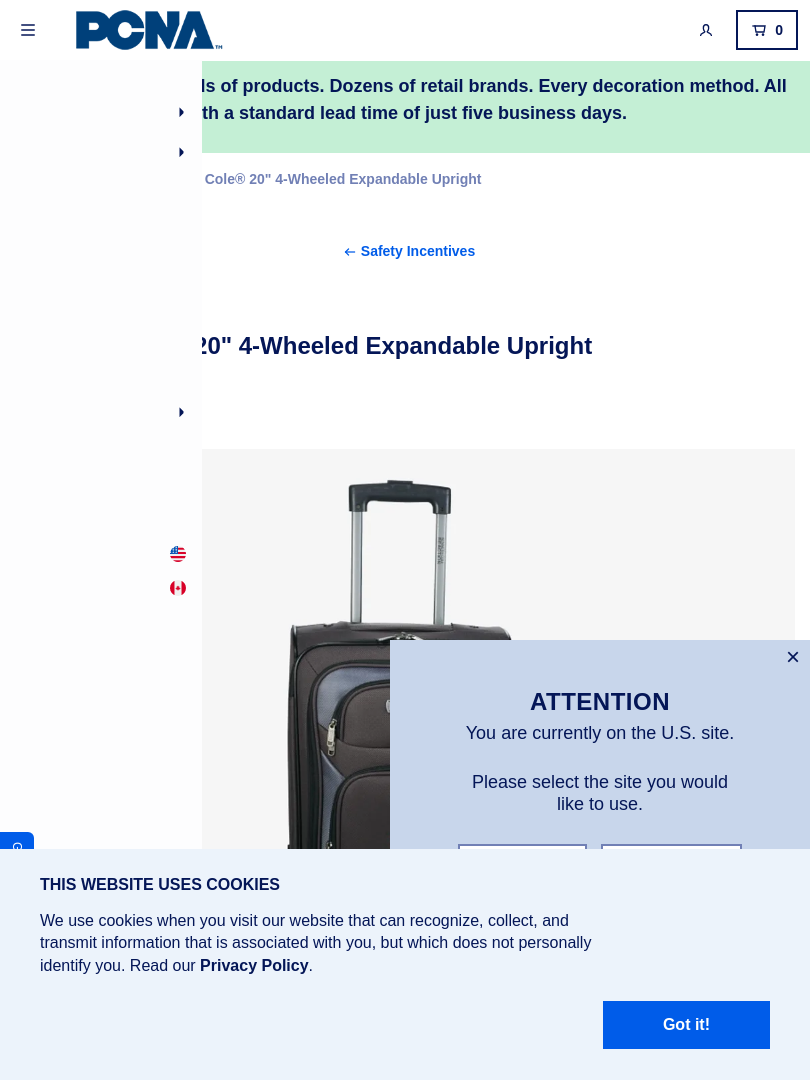 PCNA™
0
ls of products. Dozens of retail brands. Every decoration method. All
th a standard lead time of just five business days.
Cole® 20" 4-Wheeled Expandable Upright
← Safety Incentives
20" 4-Wheeled Expandable Upright
×
ATTENTION
You are currently on the U.S. site.
Please select the site you would
like to use.
THIS WEBSITE USES COOKIES
We use cookies when you visit our website that can recognize, collect, and
transmit information that is associated with you, but which does not personally
identify you. Read our Privacy Policy.
Got it!